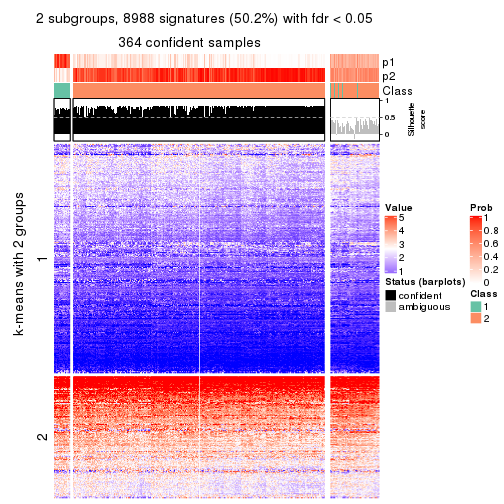 2 subgroups, 8988 signatures (50.2%) with fdr < 0.05
364 confident samples
p1
p2
Class
1
0.5
0
Silhouette
score
k-means with 2 groups
1
2
Value
5
4
3
2
1
Status (barplots)
confident
ambiguous
Prob
1
0.8
0.6
0.4
0.2
0
Class
1
2